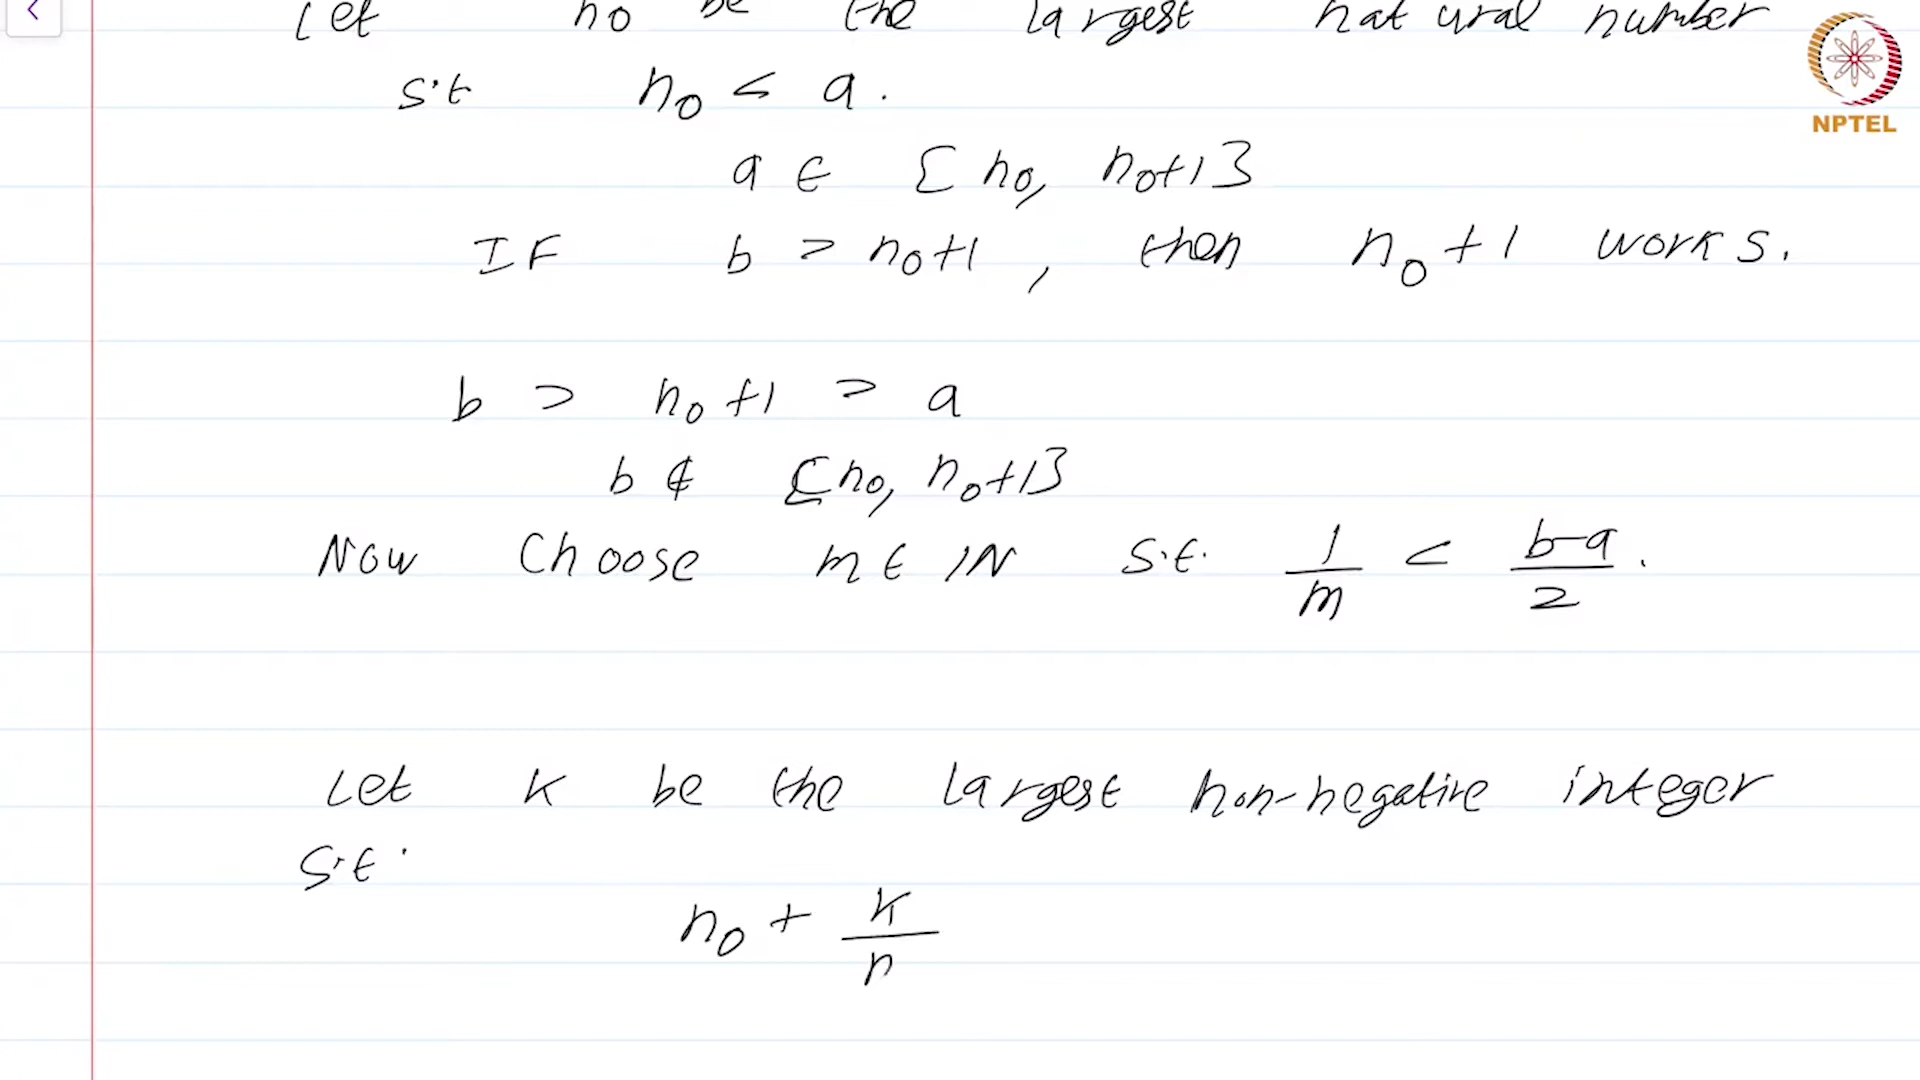 Let n₀ be the largest natural number
s.t n₀ < a.
NPTEL
a ∈ [n₀, n₀+1]
IF b > n₀+1, then n₀+1 works.
b > n₀+1 > a
b ∉ [n₀, n₀+1]
Now Choose m ∈ IN s.t. 1/m < b-a/2.
Let k be the largest non-negative integer
s.t.
n₀ + k/n